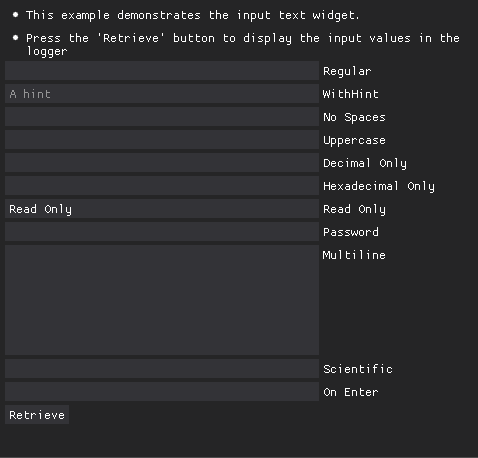 This example demonstrates the input text widget.
Press the 'Retrieve' button to display the input values in the
logger
Regular
A hint WithHint
No Spaces
Uppercase
Decimal Only
Hexadecimal Only
Read Only Read Only
Password
Multiline
Scientific
On Enter
Retrieve